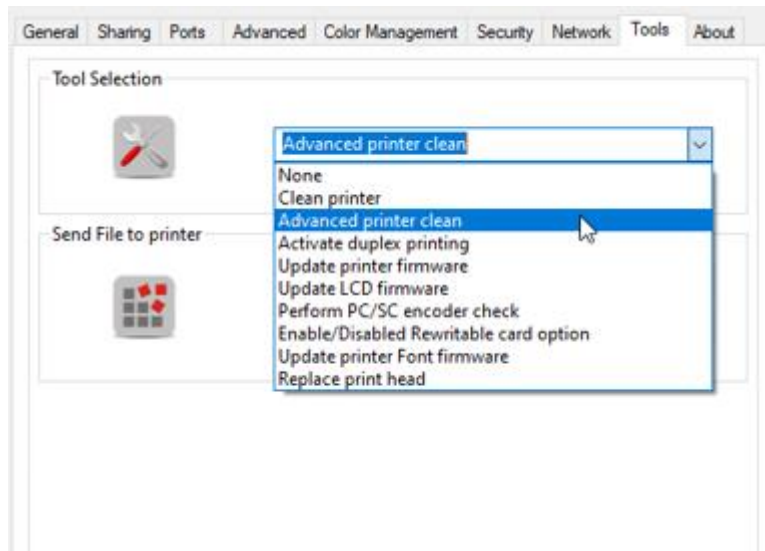 General Sharing Ports Advanced Color Management Security Network Tools About
Tool Selection
Advanced printer clean
None
Clean printer
Advanced printer clean
Send File to printer
Activate duplex printing
Update printer firmware
Update LCD firmware
Perform PC/SC encoder check
Enable/Disabled Rewritable card option
Update printer Font firmware
Replace print head